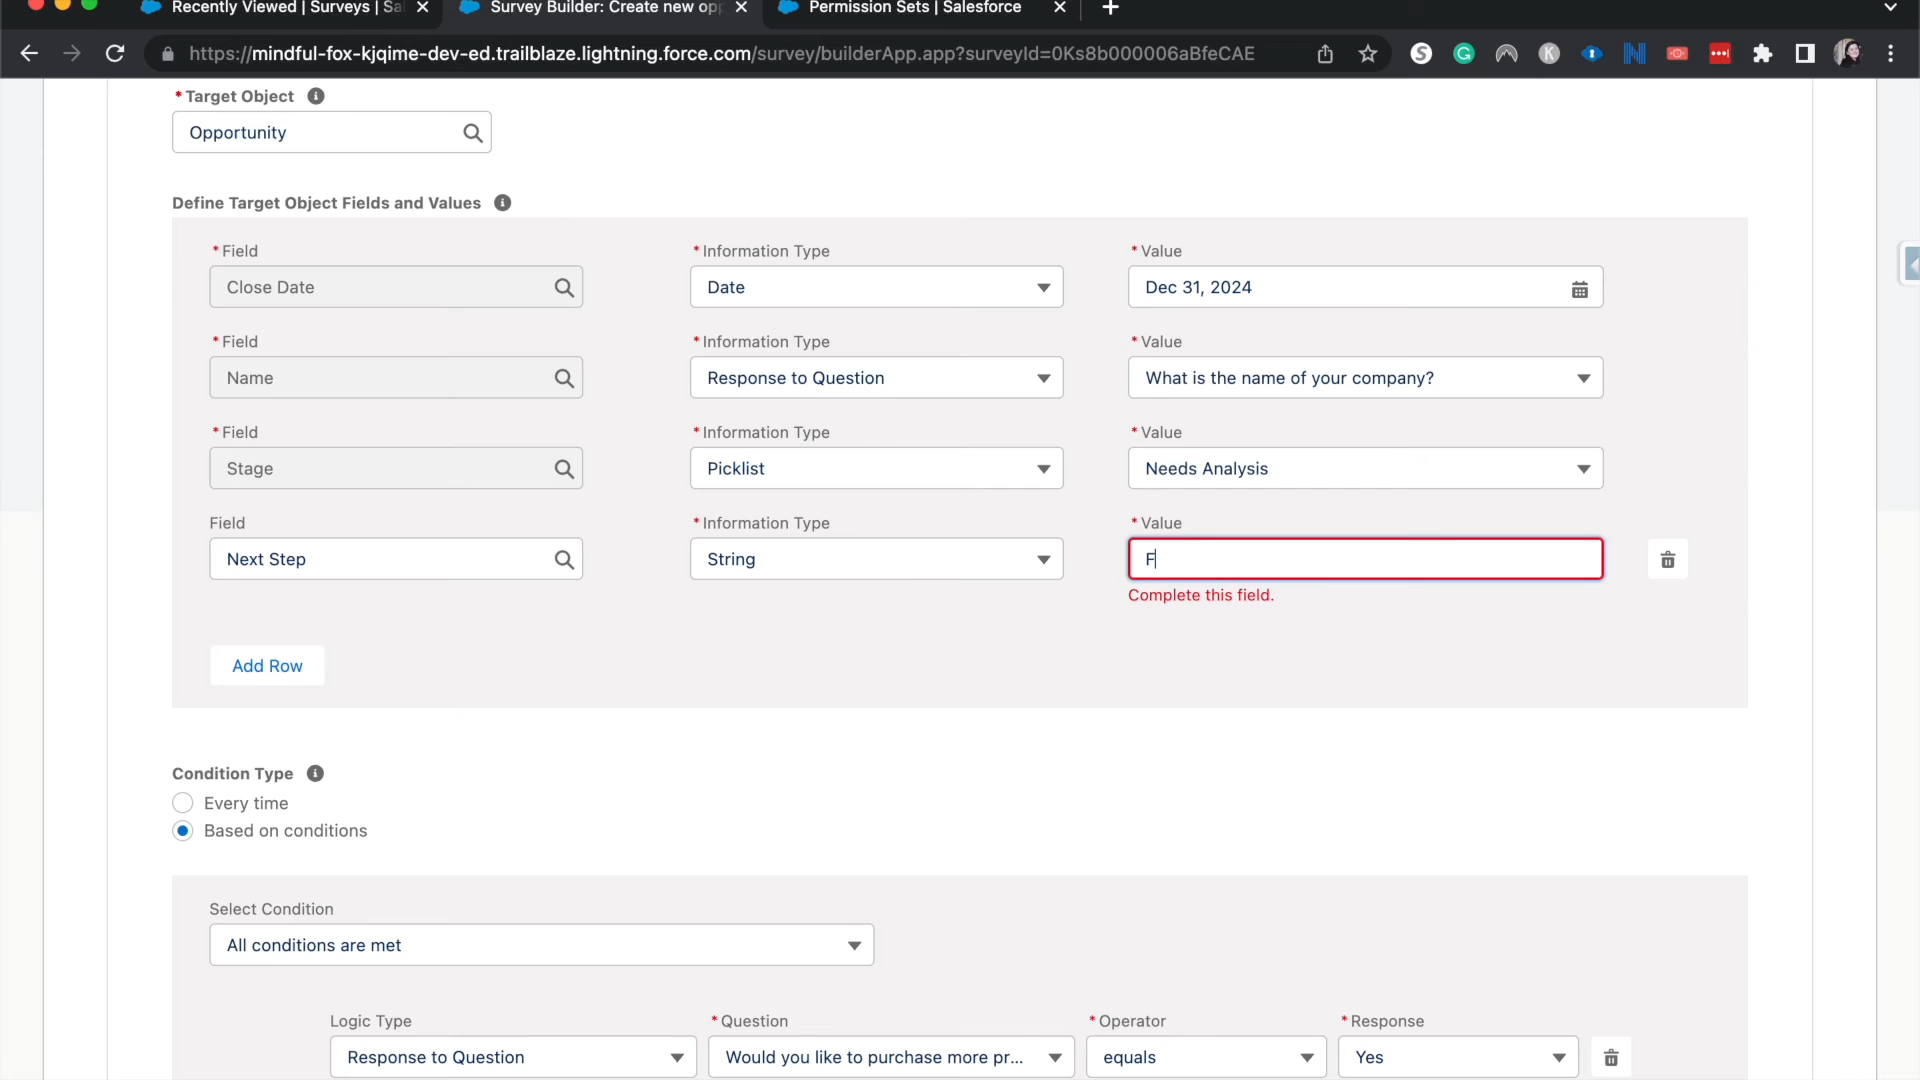 Recently Viewed | Surveys | Sa
Survey Builder: Create new opp
Permission Sets | Salesforce
https://mindful-fox-kjqime-dev-ed.trailblaze.lightning.force.com/survey/builderApp.app?surveyId=0Ks8b000006aBfeCAE
* Target Object
Opportunity
Define Target Object Fields and Values
* Field
* Information Type
* Value
Close Date
Date
Dec 31, 2024
* Field
* Information Type
* Value
Name
Response to Question
What is the name of your company?
* Field
* Information Type
* Value
Stage
Picklist
Needs Analysis
Field
* Information Type
* Value
Next Step
String
F
Complete this field.
Add Row
Condition Type
Every time
Based on conditions
Select Condition
All conditions are met
Logic Type
* Question
* Operator
* Response
Response to Question
Would you like to purchase more pr...
equals
Yes